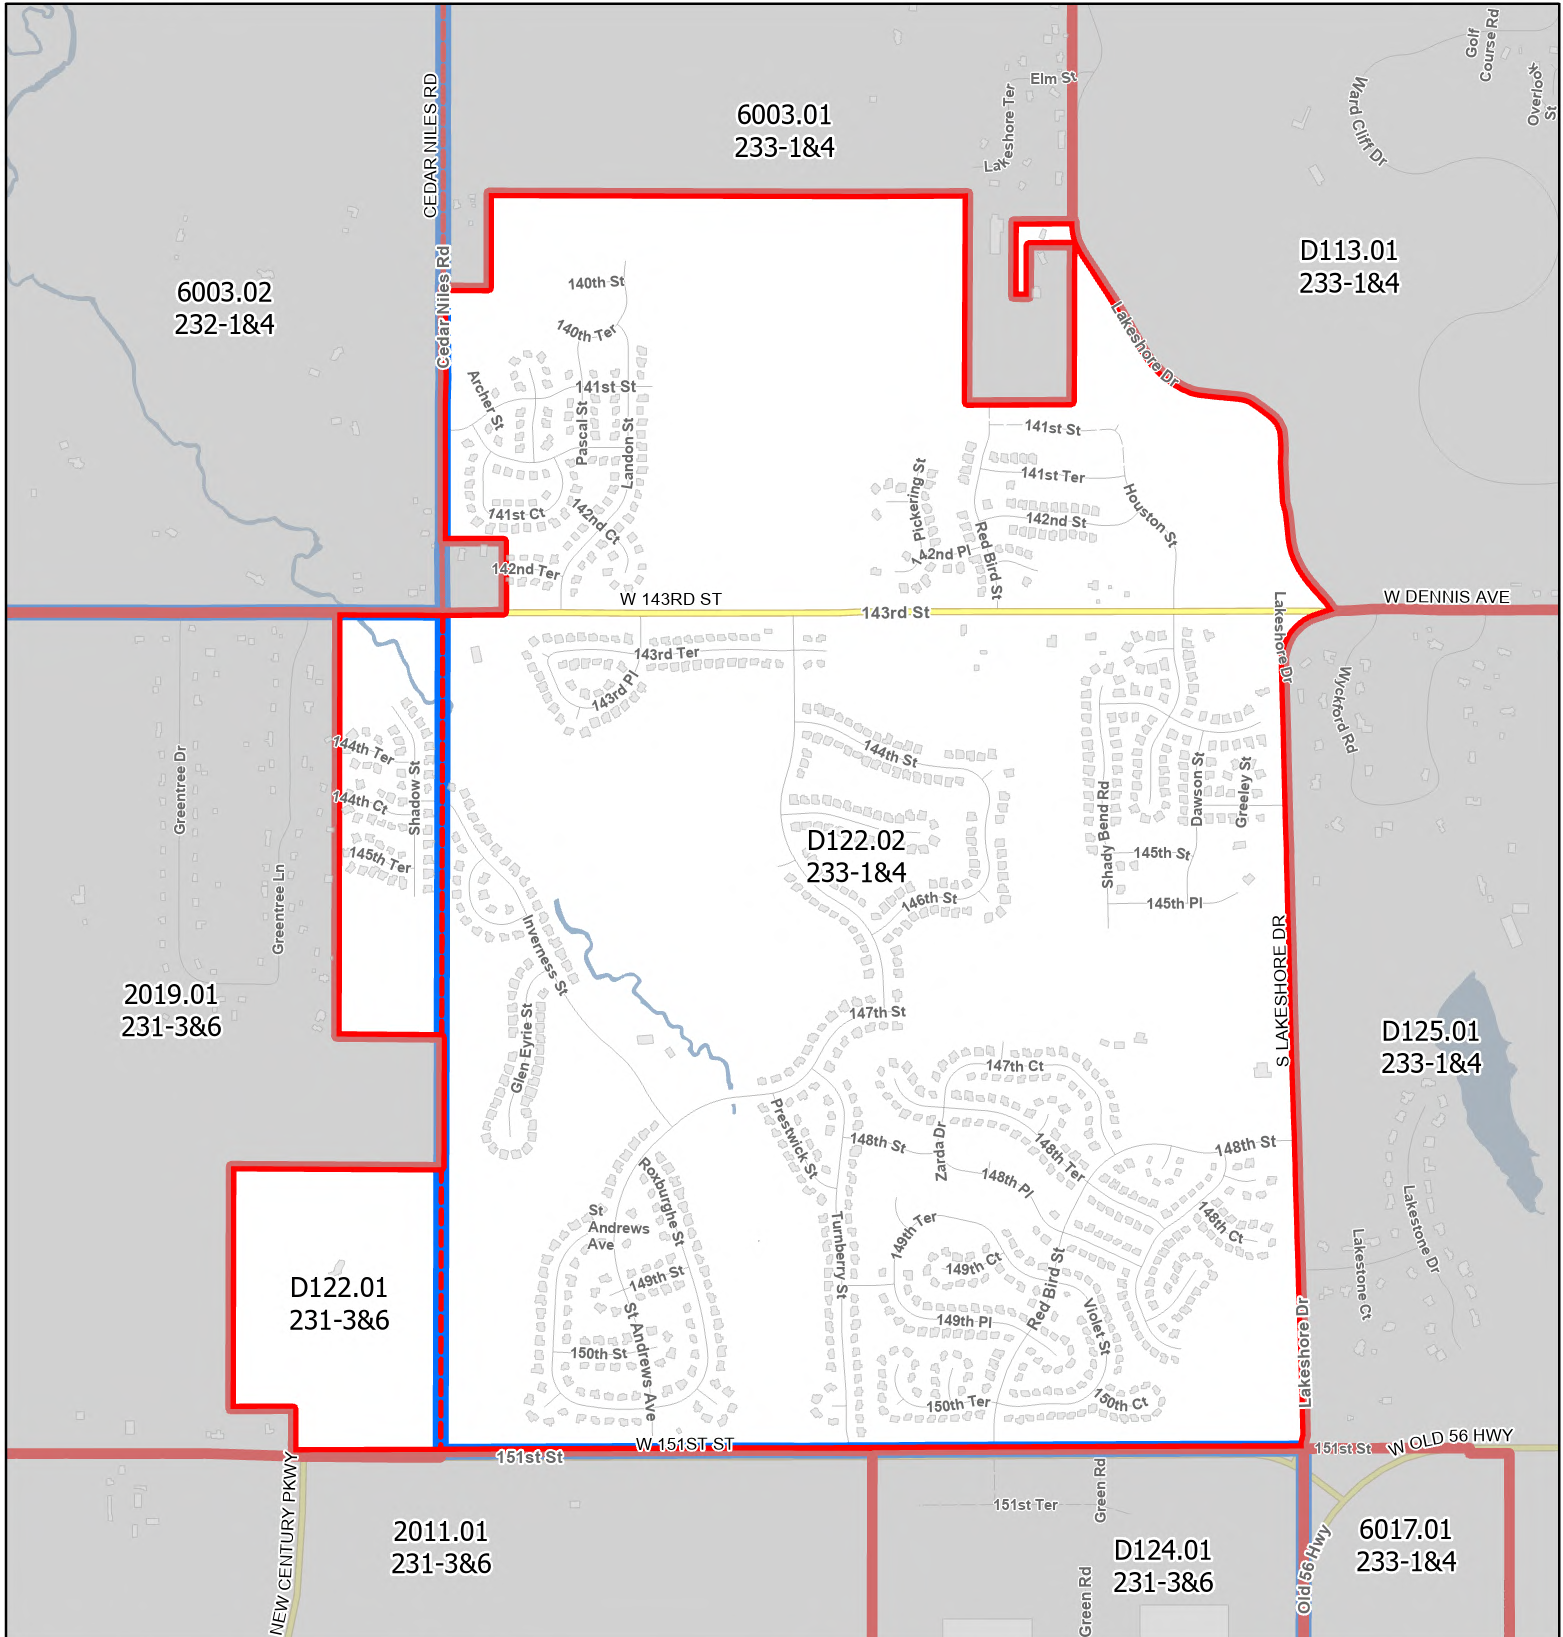 Golf
Course Rd
Overlook
St
Elm St
Ward Cliff Dr
CEDAR NILES RD
6003.01
233-1&4
Lakeshore Ter
D113.01
233-1&4
6003.02
232-1&4
Cedar Niles Rd
140th St
140th Ter
Lakeshore Dr
Archer St
141st St
Pascal St
Landon St
141st St
141st Ter
Pickering St
Houston St
141st Ct
142nd Ct
142nd St
142nd Pl
Red Bird St
142nd Ter
W 143RD ST
143rd St
W DENNIS AVE
Lakeshore Dr
143rd Ter
143rd Pl
Wyckford Rd
Greentree Dr
144th Ter
144th Ct
Shadow St
145th Ter
144th St
Shady Bend Rd
Dawson St
Greeley St
D122.02
233-1&4
145th St
145th Pl
146th St
Greentree Ln
Inverness St
S LAKESHORE DR
2019.01
231-3&6
147th St
Glen Eyrie St
D125.01
233-1&4
147th Ct
Prestwick St
148th St
Zarda Dr
148th Ter
148th St
148th Pl
Roxburghe St
St
Andrews
Ave
Turnberry St
149th Ter
148th Ct
Lakestone Dr
Lakestone Ct
149th St
149th Ct
Red Bird St
D122.01
231-3&6
St Andrews Ave
149th Pl
Violet St
150th St
Lakeshore Dr
150th Ter
150th Ct
W 151ST ST
151st St
151st St
W OLD 56 HWY
NEW CENTURY PKWY
151st Ter
Green Rd
2011.01
231-3&6
D124.01
231-3&6
Old 56 Hwy
6017.01
233-1&4
Green Rd